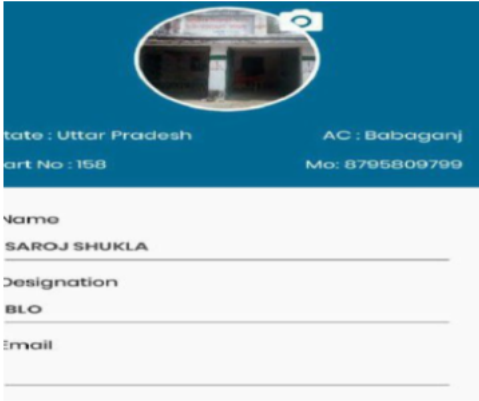 tate : Uttar Pradesh AC : Babaganj
art No : 158 Mo: 8795809799
Name
SAROJ SHUKLA
Designation
BLO
Email